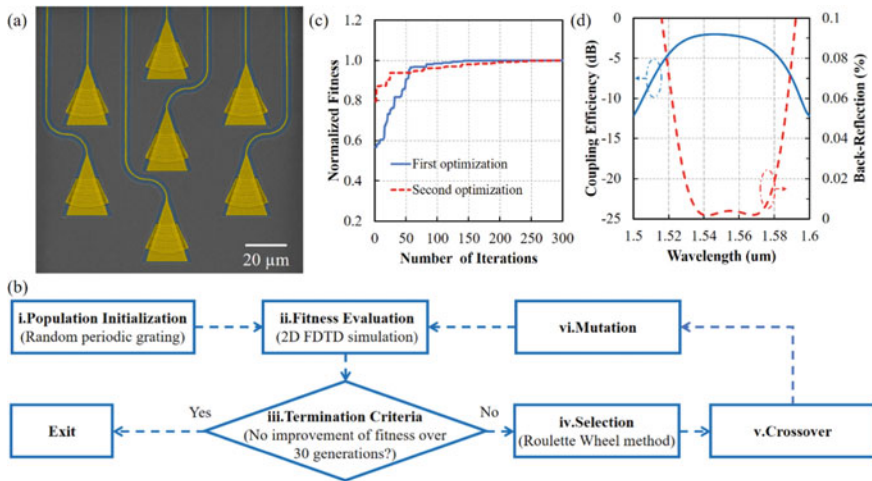 (a)
20 µm
(c)
Normalized Fitness
1.2
1.0
0.8
0.6
0.4
0.2
First optimization
Second optimization
0 50 100 150 200 250 300
Number of Iterations
(d)
Coupling Efficiency (dB)
0
-5
-10
-15
-20
-25
0.1
0.08
0.06
0.04
0.02
0
Back-Reflection (%)
1.5 1.52 1.54 1.56 1.58 1.6
Wavelength (um)
(b)
i.Population Initialization
(Random periodic grating)
ii.Fitness Evaluation
(2D FDTD simulation)
vi.Mutation
Exit
Yes
iii.Termination Criteria
(No improvement of fitness over
30 generations?)
No
iv.Selection
(Roulette Wheel method)
v.Crossover